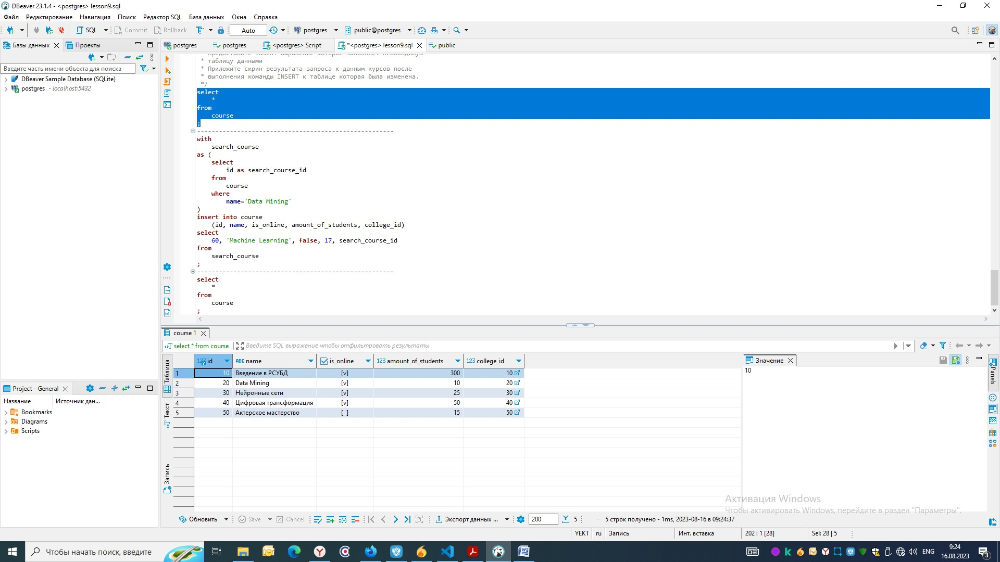 DBeaver 23.1.4 - <postgres> lesson9.sql
Файл Редактирование Навигация Поиск Редактор SQL База данных Окна Справка
SQL Commit Rollback Auto postgres public@postgres
Базы данных Проекты
postgres postgres <postgres> Script *<postgres> lesson9.sql public
Введите часть имени объекта для поиска
DBeaver Sample Database (SQLite)
postgres - localhost:5432
* Предоставьте INSERT выражение которое заполняет необходимую
* таблицу данными
* Приложите скрин результата запроса к данным курсов после
* выполнения команды INSERT к таблице которая была изменена.
*/
select
*
from
course
;
------------------------------------------------------
with
search_course
as (
select
id as search_course_id
from
course
where
name='Data Mining'
)
insert into course
(id, name, is_online, amount_of_students, college_id)
select
60, 'Machine Learning', false, 17, search_course_id
from
search_course
;
------------------------------------------------------
select
*
from
course
;
course 1
select * from course Введите SQL выражение чтобы отфильтровать результаты
Таблица
Текст
Запись
123 id ABC name is_online 123 amount_of_students 123 college_id
1 10 Введение в РСУБД [v] 300 10
2 20 Data Mining [v] 10 20
3 30 Нейронные сети [v] 25 30
4 40 Цифровая трансформация [v] 50 40
5 50 Актерское мастерство [ ] 15 50
Значение
10
Panels
Project - General
Название Источник дан...
Bookmarks
Diagrams
Scripts
Активация Windows
Чтобы активировать Windows, перейдите в раздел "Параметры".
Обновить Save Cancel Экспорт данных ... 200 5 ··· 5 строк получено - 1ms, 2023-08-16 в 09:24:37
YEKT ru Запись Инт. вставка 202 : 1 [28] Sel: 28 | 5
Чтобы начать поиск, введите
ENG
9:24
16.08.2023
3